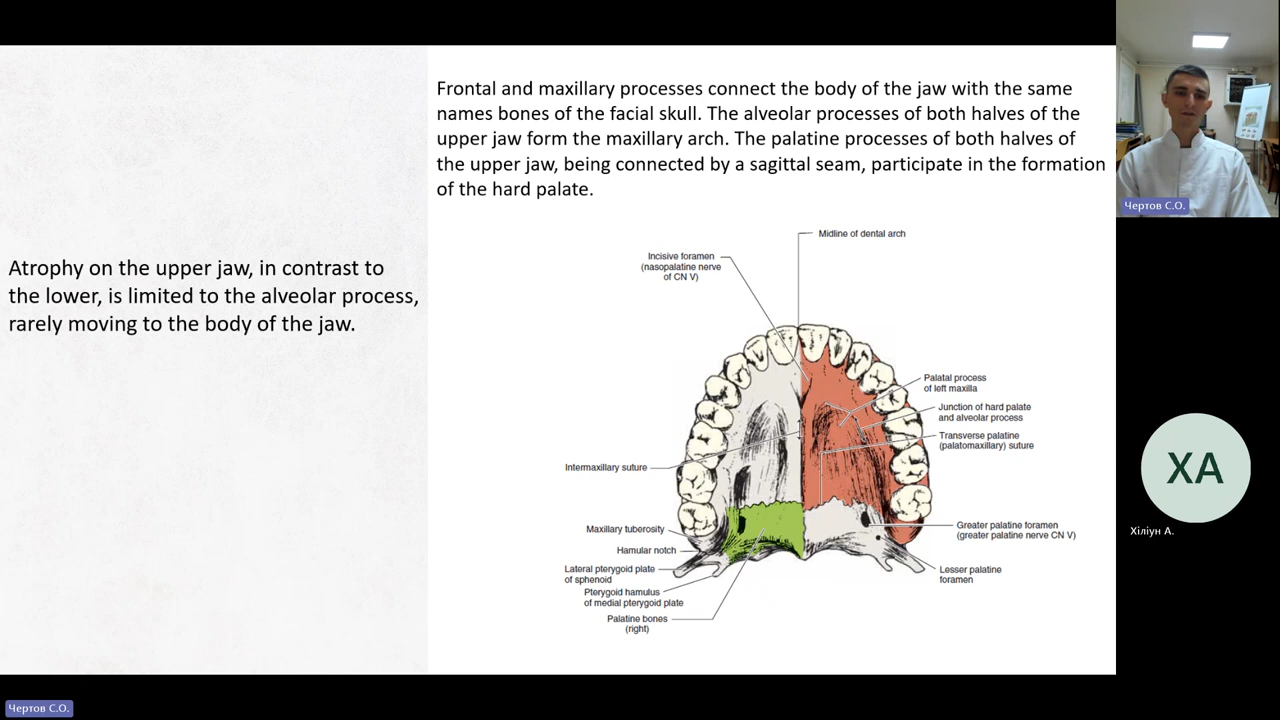 Frontal and maxillary processes connect the body of the jaw with the same
names bones of the facial skull. The alveolar processes of both halves of the
upper jaw form the maxillary arch. The palatine processes of both halves of
the upper jaw, being connected by a sagittal seam, participate in the formation
of the hard palate.
Atrophy on the upper jaw, in contrast to
the lower, is limited to the alveolar process,
rarely moving to the body of the jaw.
Midline of dental arch
Incisive foramen
(nasopalatine nerve
of CN V)
Palatal process
of left maxilla
Junction of hard palate
and alveolar process
Transverse palatine
(palatomaxillary) suture
Intermaxillary suture
Maxillary tuberosity
Hamular notch
Lateral pterygoid plate
of sphenoid
Pterygoid hamulus
of medial pterygoid plate
Palatine bones
(right)
Greater palatine foramen
(greater palatine nerve CN V)
Lesser palatine
foramen
Чертов С.О.
ХА
Хіліун А.
Чертов С.О.